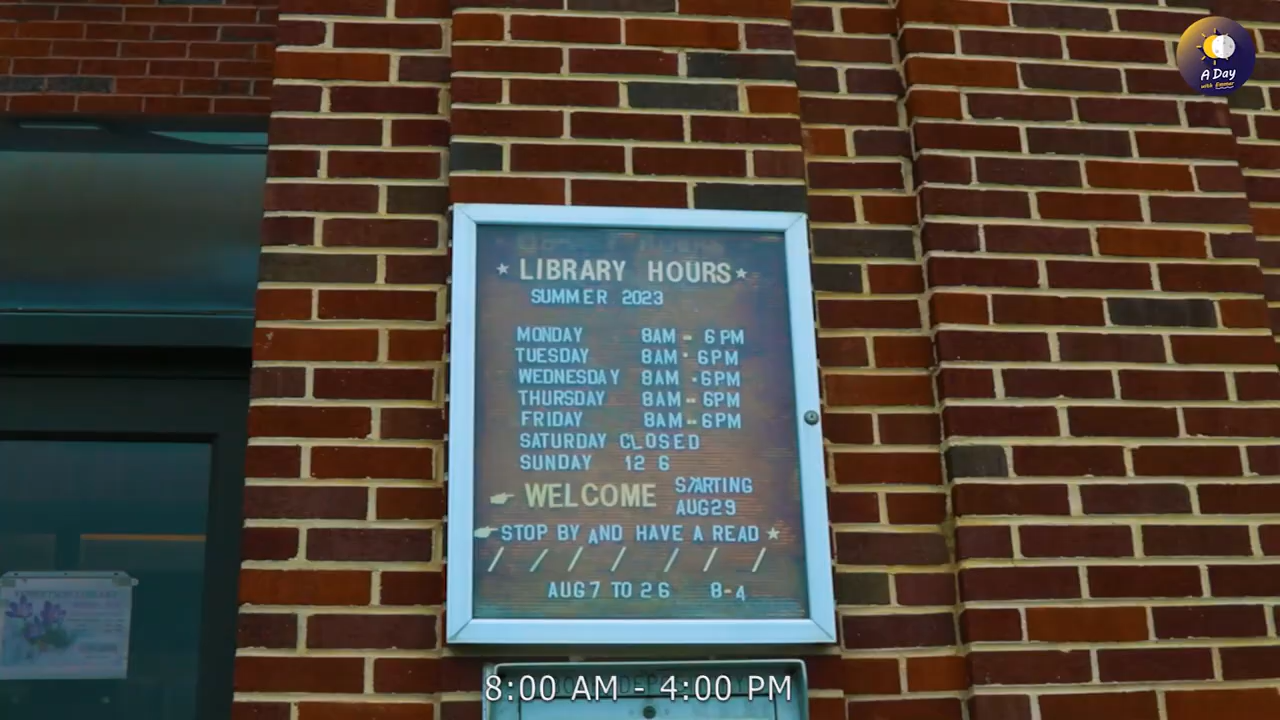 A Day
with Emmer
LIBRARY HOURS
SUMMER 2023
MONDAY 8AM - 6PM
TUESDAY 8AM - 6PM
WEDNESDAY 8AM - 6PM
THURSDAY 8AM - 6PM
FRIDAY 8AM - 6PM
SATURDAY CLOSED
SUNDAY 12 6
WELCOME STARTING
AUG29
STOP BY AND HAVE A READ
/ / / / / / /
AUG7 TO 26 8-4
8:00 AM - 4:00 PM